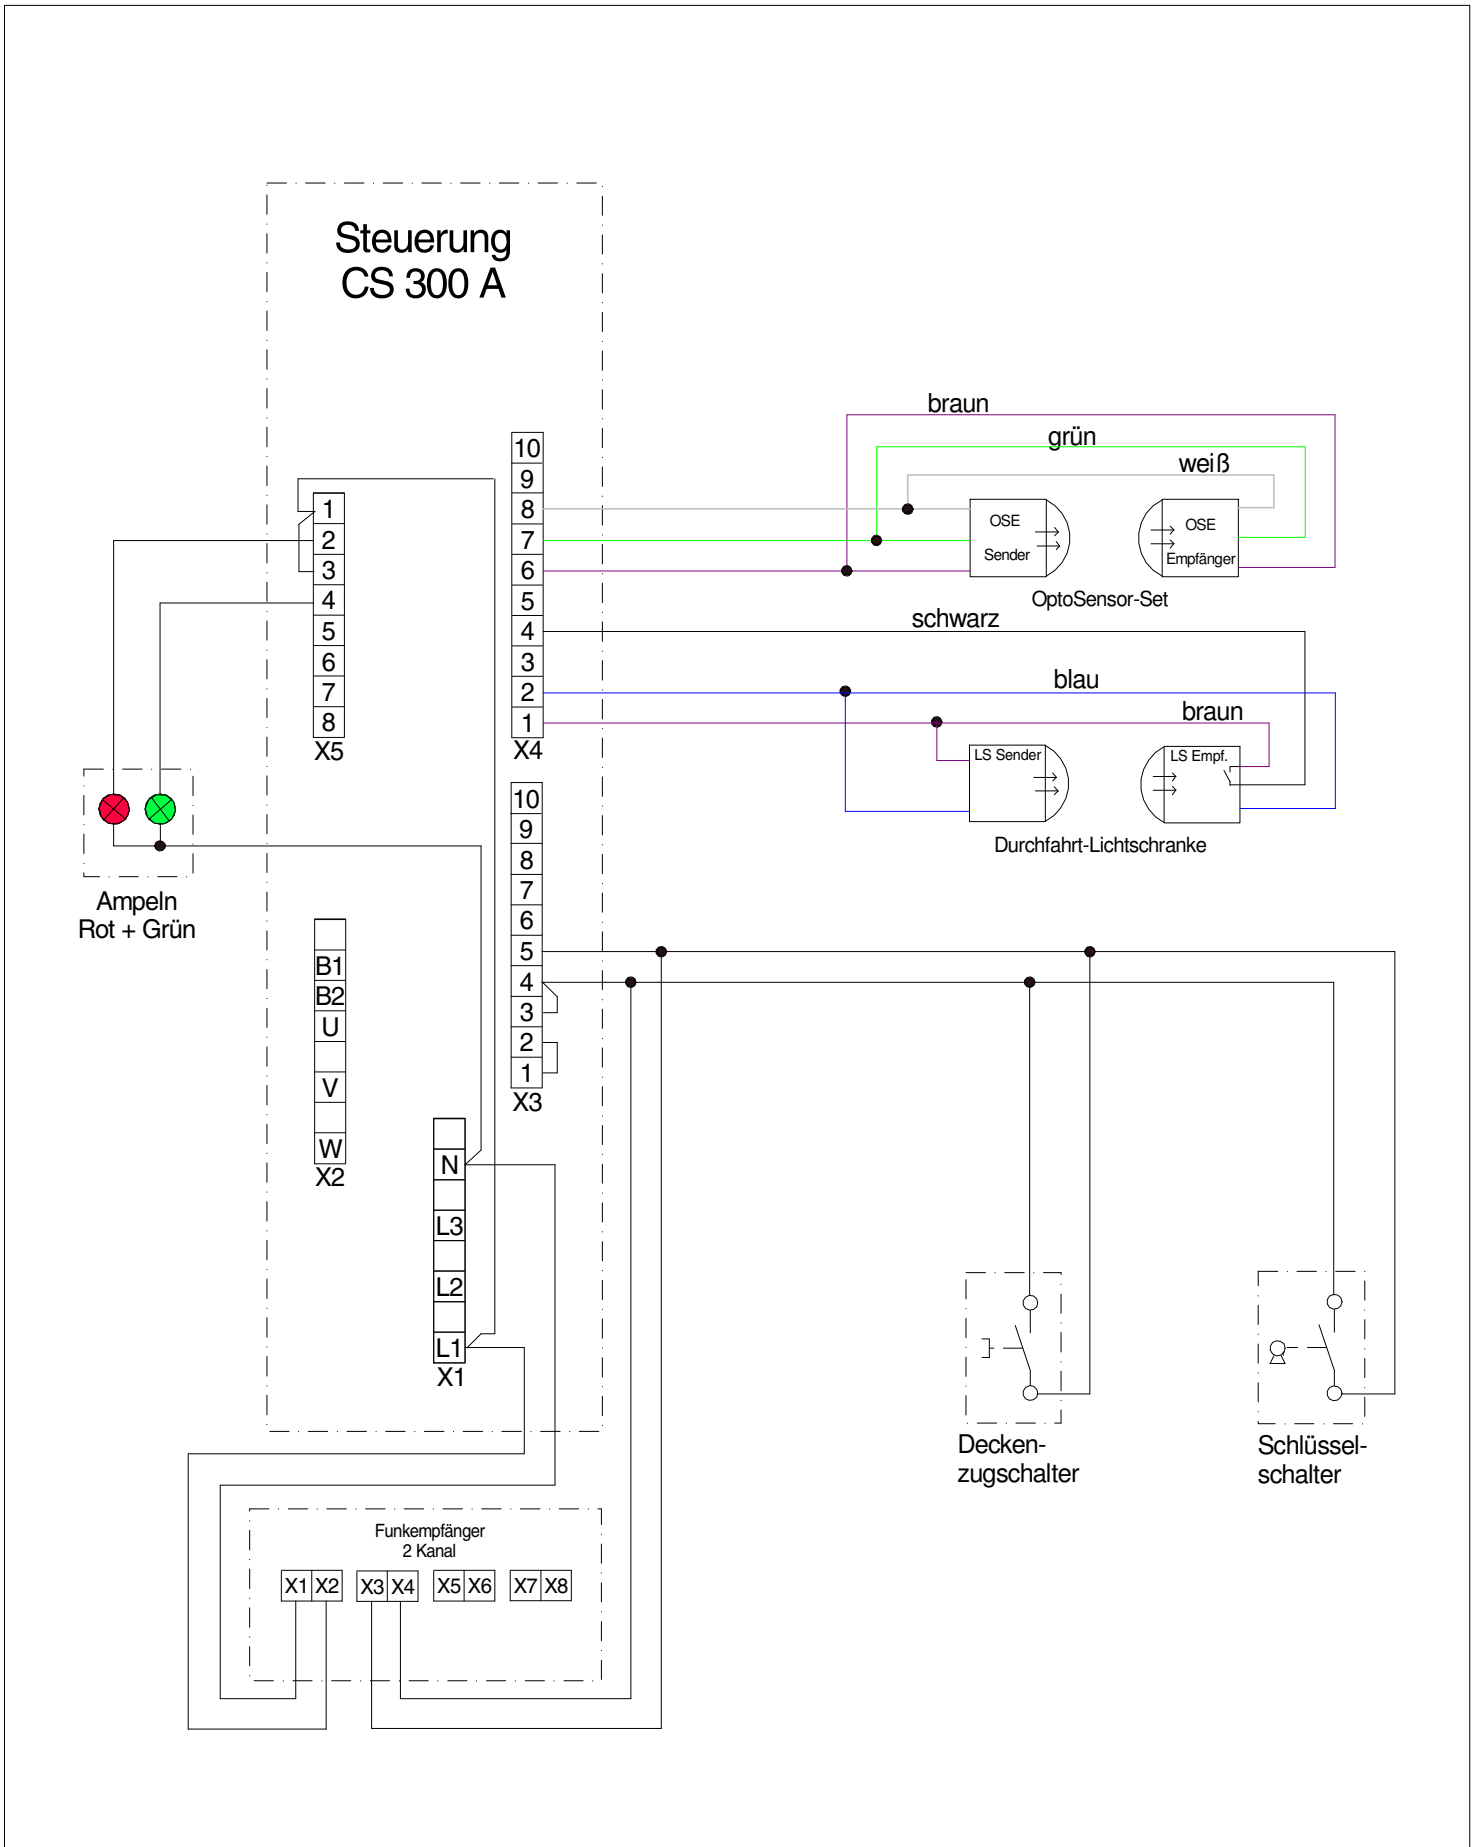 Steuerung
CS 300 A
braun
grün
weiß
10
9
8
7
6
5
4
3
2
1
X4
1
2
3
4
5
6
7
8
X5
OSE
Sender
OSE
Empfänger
OptoSensor-Set
schwarz
blau
braun
LS Sender
LS Empf.
Durchfahrt-Lichtschranke
Ampeln
Rot + Grün
10
9
8
7
6
5
4
3
2
1
X3
B1
B2
U
V
W
X2
N
L3
L2
L1
X1
Decken-
zugschalter
Schlüssel-
schalter
Funkempfänger
2 Kanal
X1 X2 X3 X4 X5 X6 X7 X8